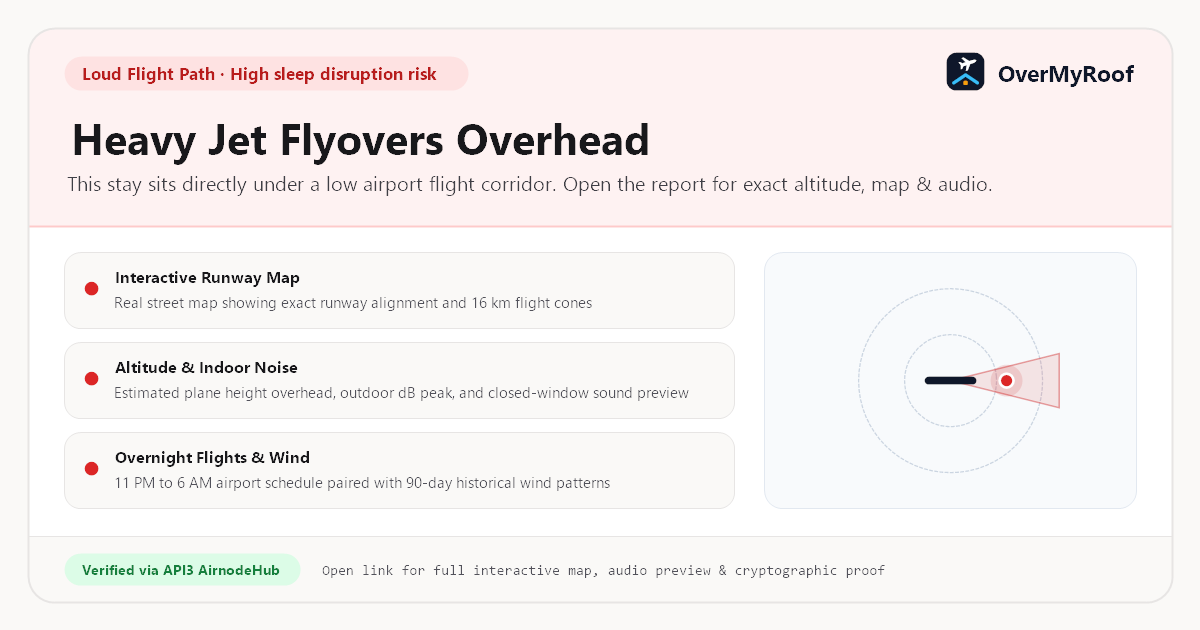 Loud Flight Path · High sleep disruption risk
OverMyRoof
Heavy Jet Flyovers Overhead
This stay sits directly under a low airport flight corridor. Open the report for exact altitude, map & audio.
Interactive Runway Map
Real street map showing exact runway alignment and 16 km flight cones
Altitude & Indoor Noise
Estimated plane height overhead, outdoor dB peak, and closed-window sound preview
Overnight Flights & Wind
11 PM to 6 AM airport schedule paired with 90-day historical wind patterns
Verified via API3 AirnodeHub
Open link for full interactive map, audio preview & cryptographic proof